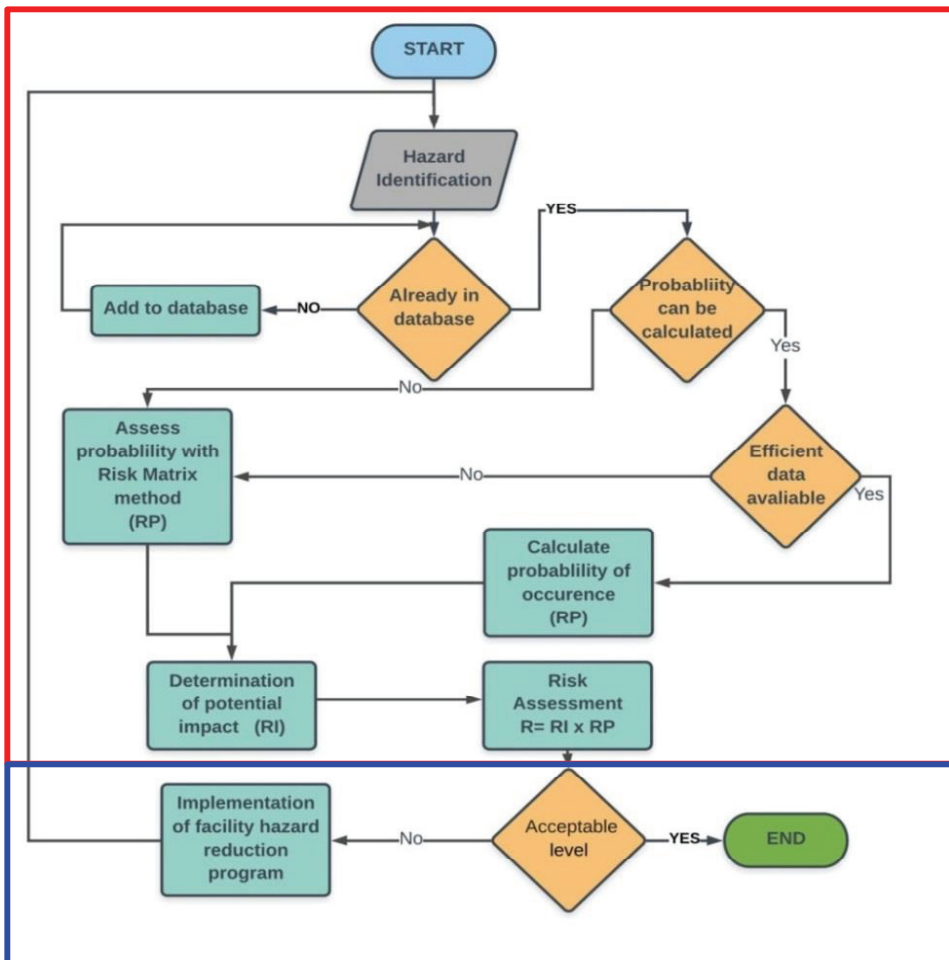 START
Hazard
Identification
YES
Already in
database
NO
Add to database
Probabliity
can be
calculated
Yes
No
Assess
probablility with
Risk Matrix
method
(RP)
Efficient
data
avaliable
No
Yes
Calculate
probablility of
occurence
(RP)
Determination
of potential
impact (RI)
Risk
Assessment
R= RI x RP
Implementation
of facility hazard
reduction
program
No
Acceptable
level
YES
END